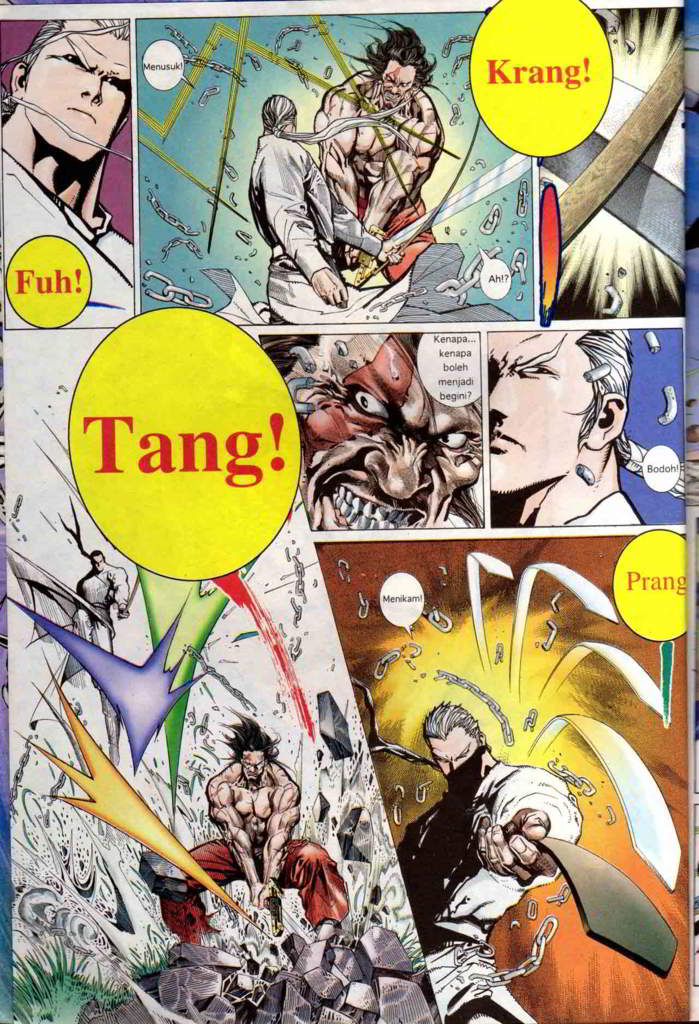 Menusuk!
Krang!
Fuh!
Ah!?
Tang!
Kenapa...
kenapa
boleh
menjadi
begini?
Bodoh!
Menikam!
Prang